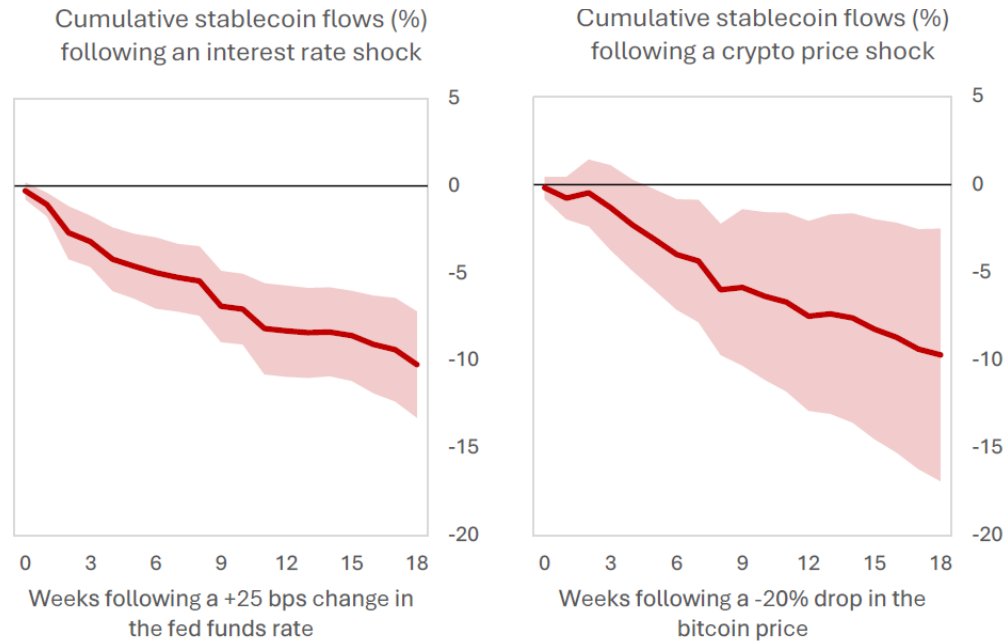 Cumulative stablecoin flows (%)
following an interest rate shock
5
0
-5
-10
-15
-20
0 3 6 9 12 15 18
Weeks following a +25 bps change in
the fed funds rate
Cumulative stablecoin flows (%)
following a crypto price shock
5
0
-5
-10
-15
-20
0 3 6 9 12 15 18
Weeks following a -20% drop in the
bitcoin price